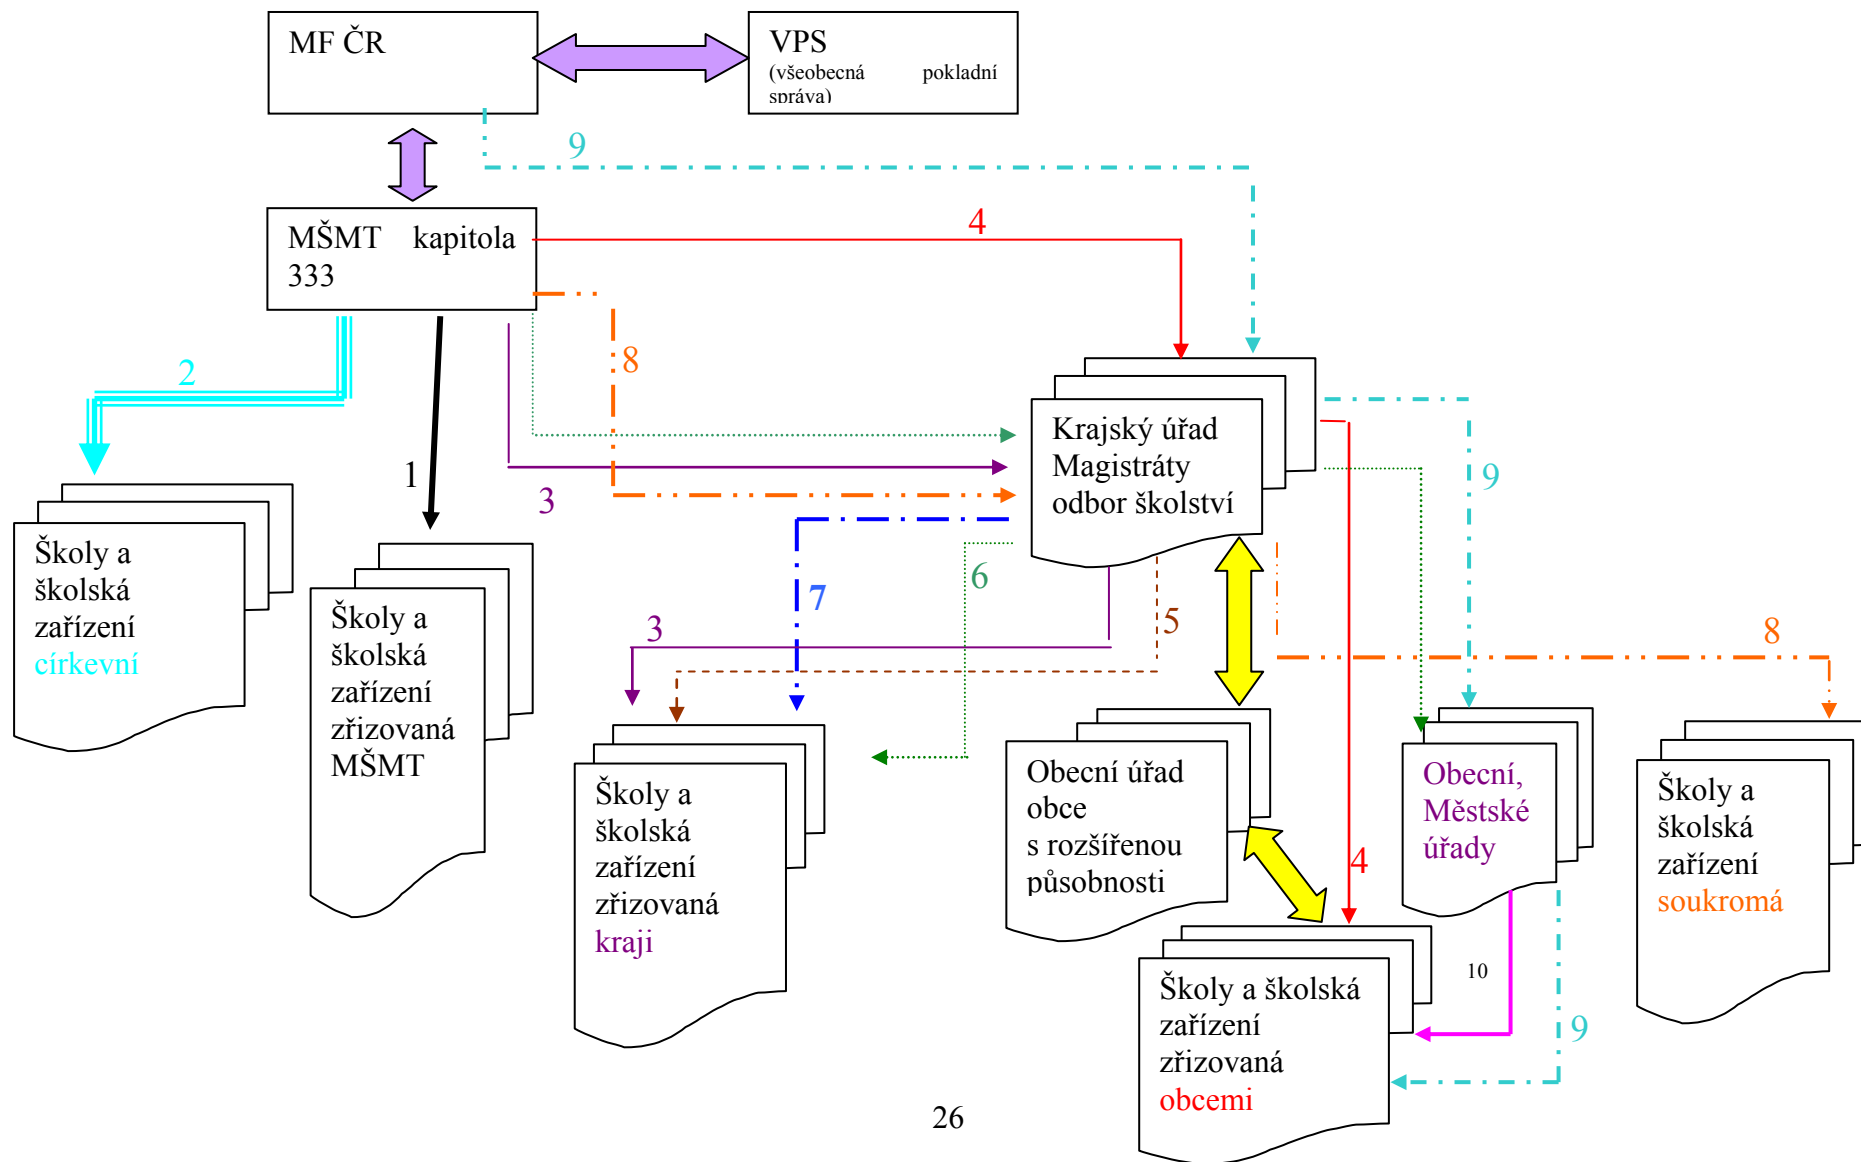 MF ČR
VPS
(všeobecná pokladní
správa)
9
MŠMT kapitola
333
4
2
8
1
3
Krajský úřad
Magistráty
odbor školství
9
6
7
3
5
8
Školy a
školská
zařízení
církevní
Školy a
školská
zařízení
zřizovaná
MŠMT
Školy a
školská
zařízení
zřizovaná
kraji
Obecní úřad
obce
s rozšířenou
působnosti
4
Obecní,
Městské
úřady
Školy a
školská
zařízení
soukromá
10
9
Školy a školská
zařízení
zřizovaná
obcemi
26